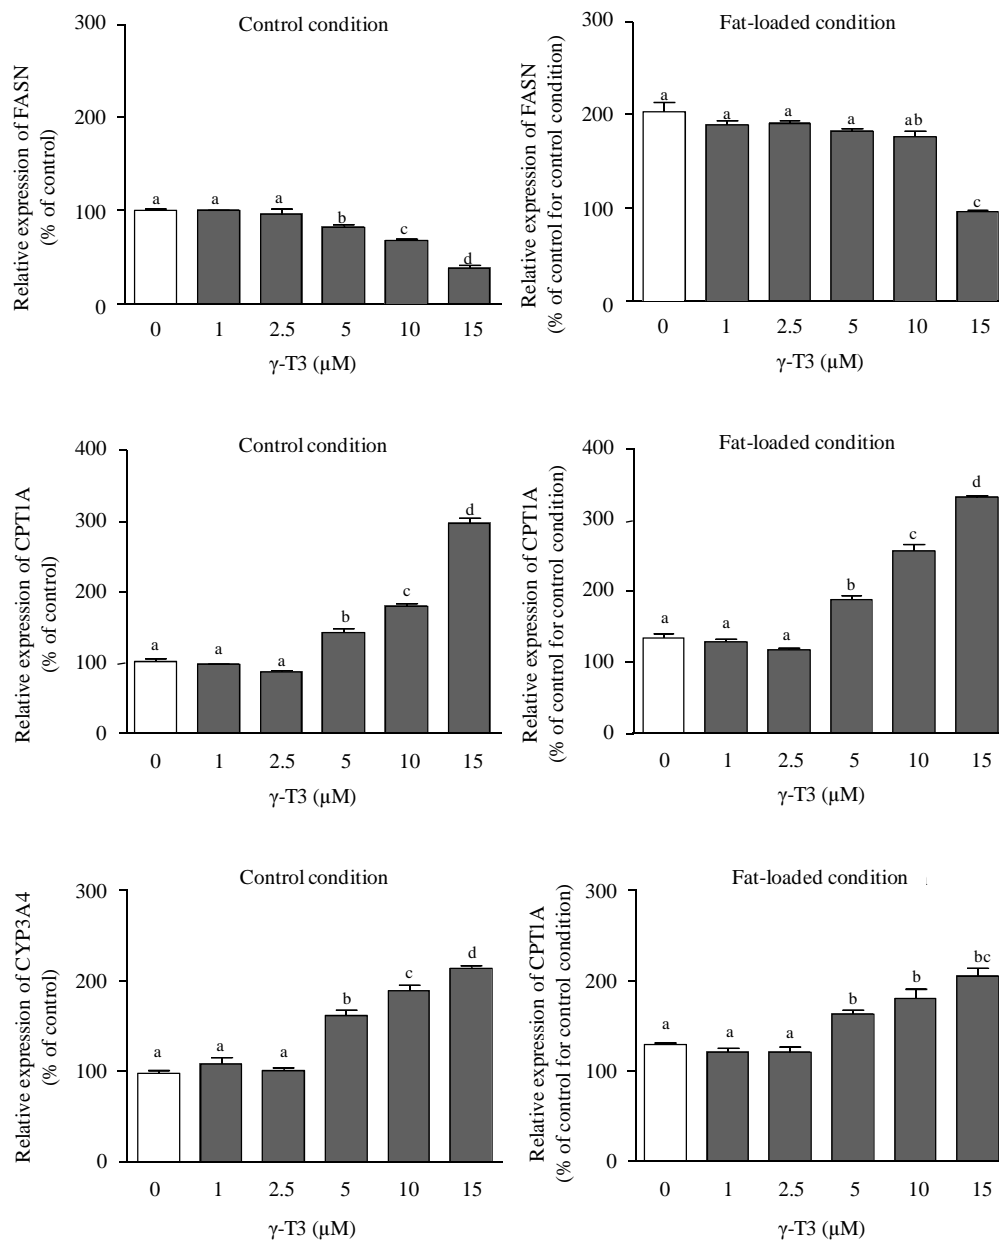 Control condition
Relative expression of FASN
(% of control)
300
200
100
0
a
a
a
b
c
d
0 1 2.5 5 10 15
γ-T3 (µM)
Fat-loaded condition
Relative expression of FASN
(% of control for control condition)
300
200
100
0
a
a
a
a
ab
c
0 1 2.5 5 10 15
γ-T3 (µM)
Control condition
Relative expression of CPT1A
(% of control)
400
300
200
100
0
a
a
a
b
c
d
0 1 2.5 5 10 15
γ-T3 (µM)
Fat-loaded condition
Relative expression of CPT1A
(% of control for control condition)
400
300
200
100
0
a
a
a
b
c
d
0 1 2.5 5 10 15
γ-T3 (µM)
Control condition
Relative expression of CYP3A4
(% of control)
300
200
100
0
a
a
a
b
c
d
0 1 2.5 5 10 15
γ-T3 (µM)
Fat-loaded condition
Relative expression of CPT1A
(% of control for control condition)
300
200
100
0
a
a
a
b
b
bc
0 1 2.5 5 10 15
γ-T3 (µM)